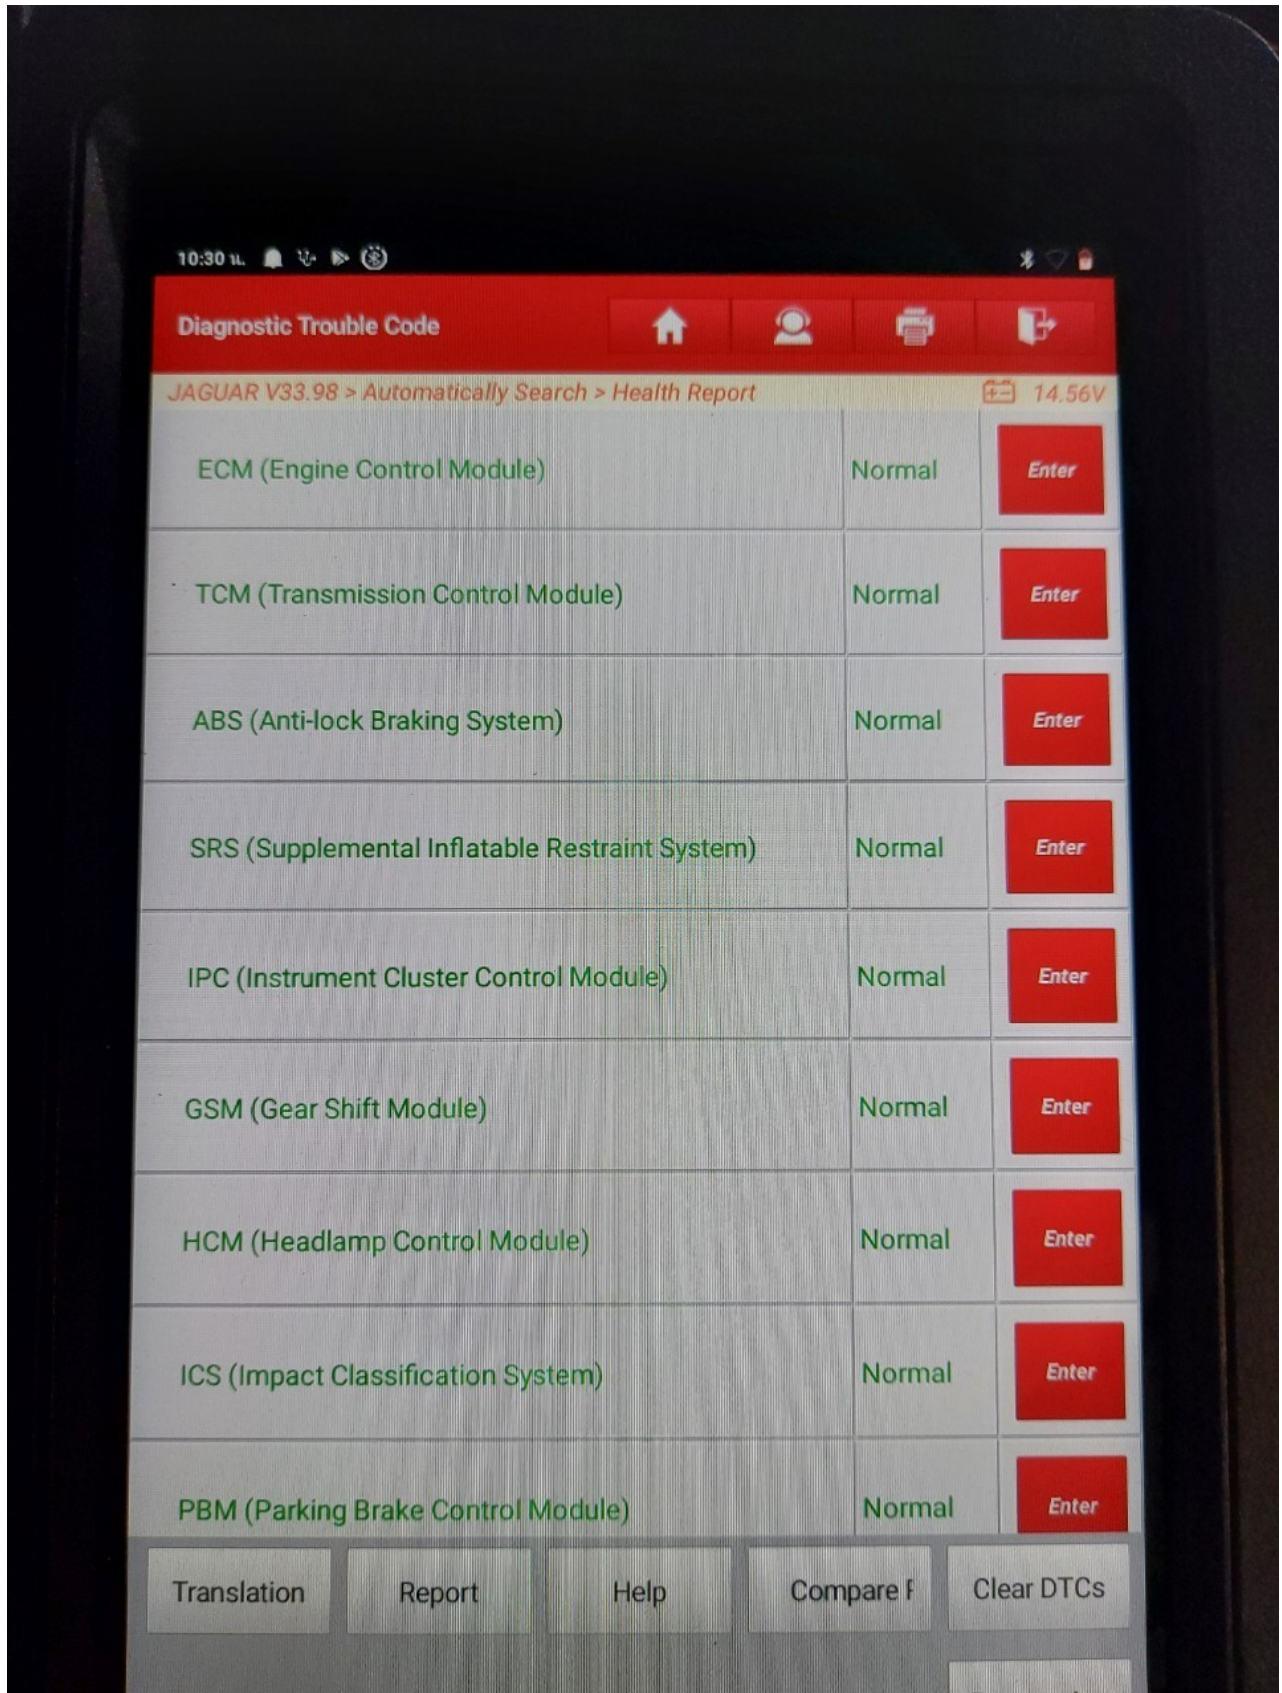 10:30 น.
Diagnostic Trouble Code
JAGUAR V33.98 > Automatically Search > Health Report 14.56V
ECM (Engine Control Module) Normal Enter
TCM (Transmission Control Module) Normal Enter
ABS (Anti-lock Braking System) Normal Enter
SRS (Supplemental Inflatable Restraint System) Normal Enter
IPC (Instrument Cluster Control Module) Normal Enter
GSM (Gear Shift Module) Normal Enter
HCM (Headlamp Control Module) Normal Enter
ICS (Impact Classification System) Normal Enter
PBM (Parking Brake Control Module) Normal Enter
Translation Report Help Compare Clear DTCs